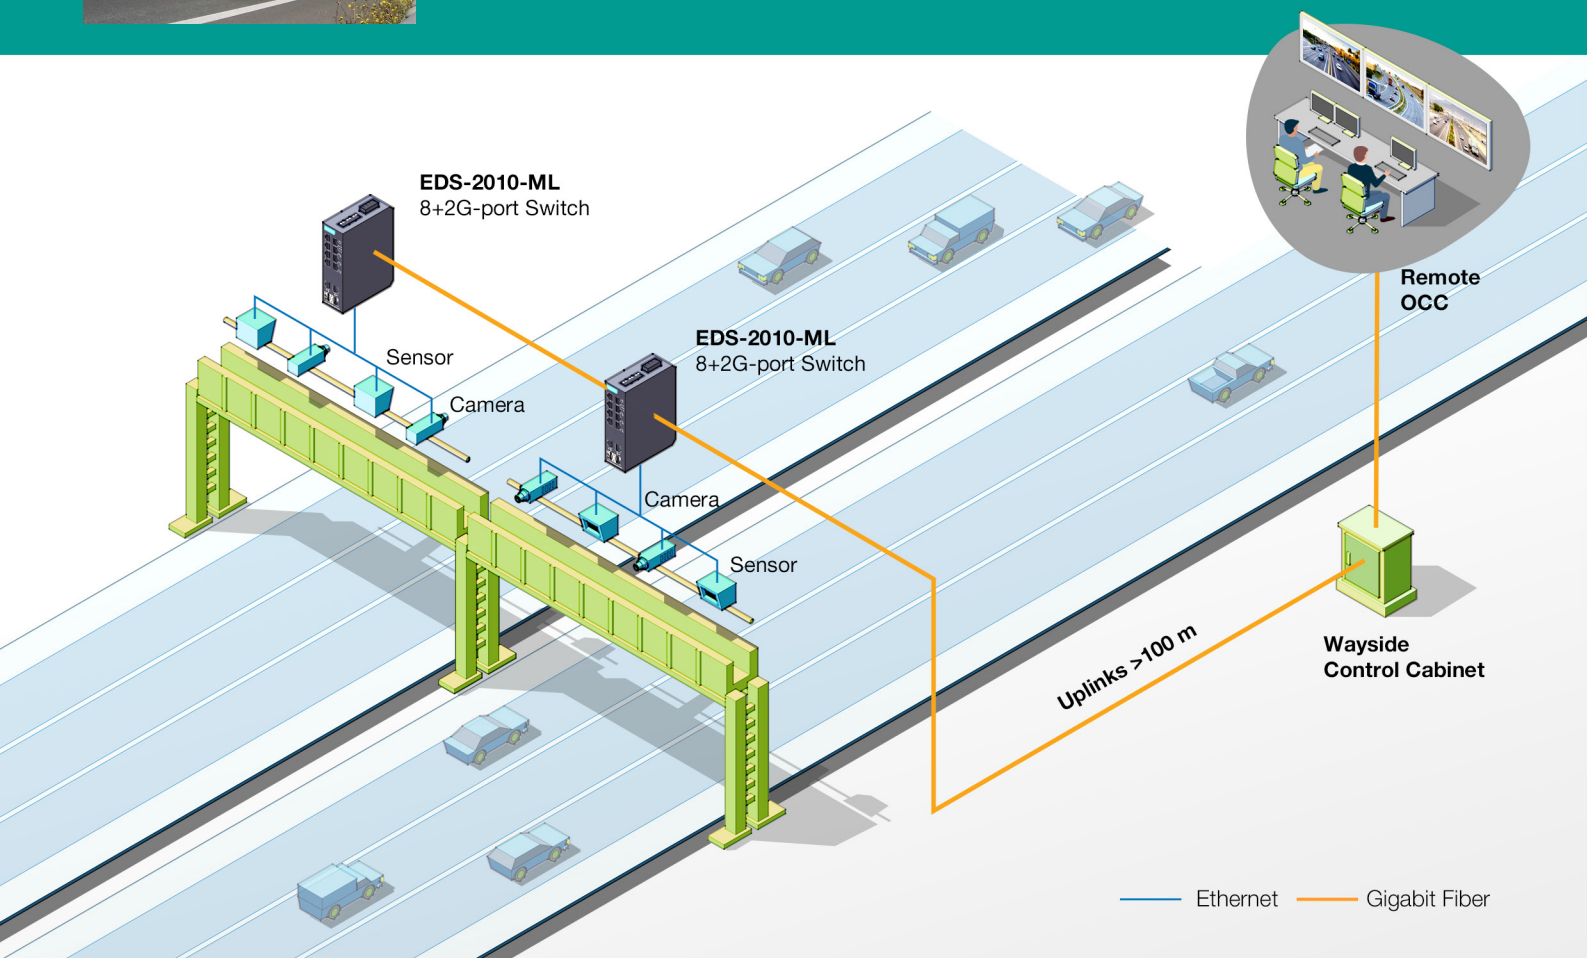 EDS-2010-ML
8+2G-port Switch
EDS-2010-ML
8+2G-port Switch
Sensor
Camera
Camera
Sensor
Remote
OCC
Uplinks >100 m
Wayside
Control Cabinet
Ethernet
Gigabit Fiber